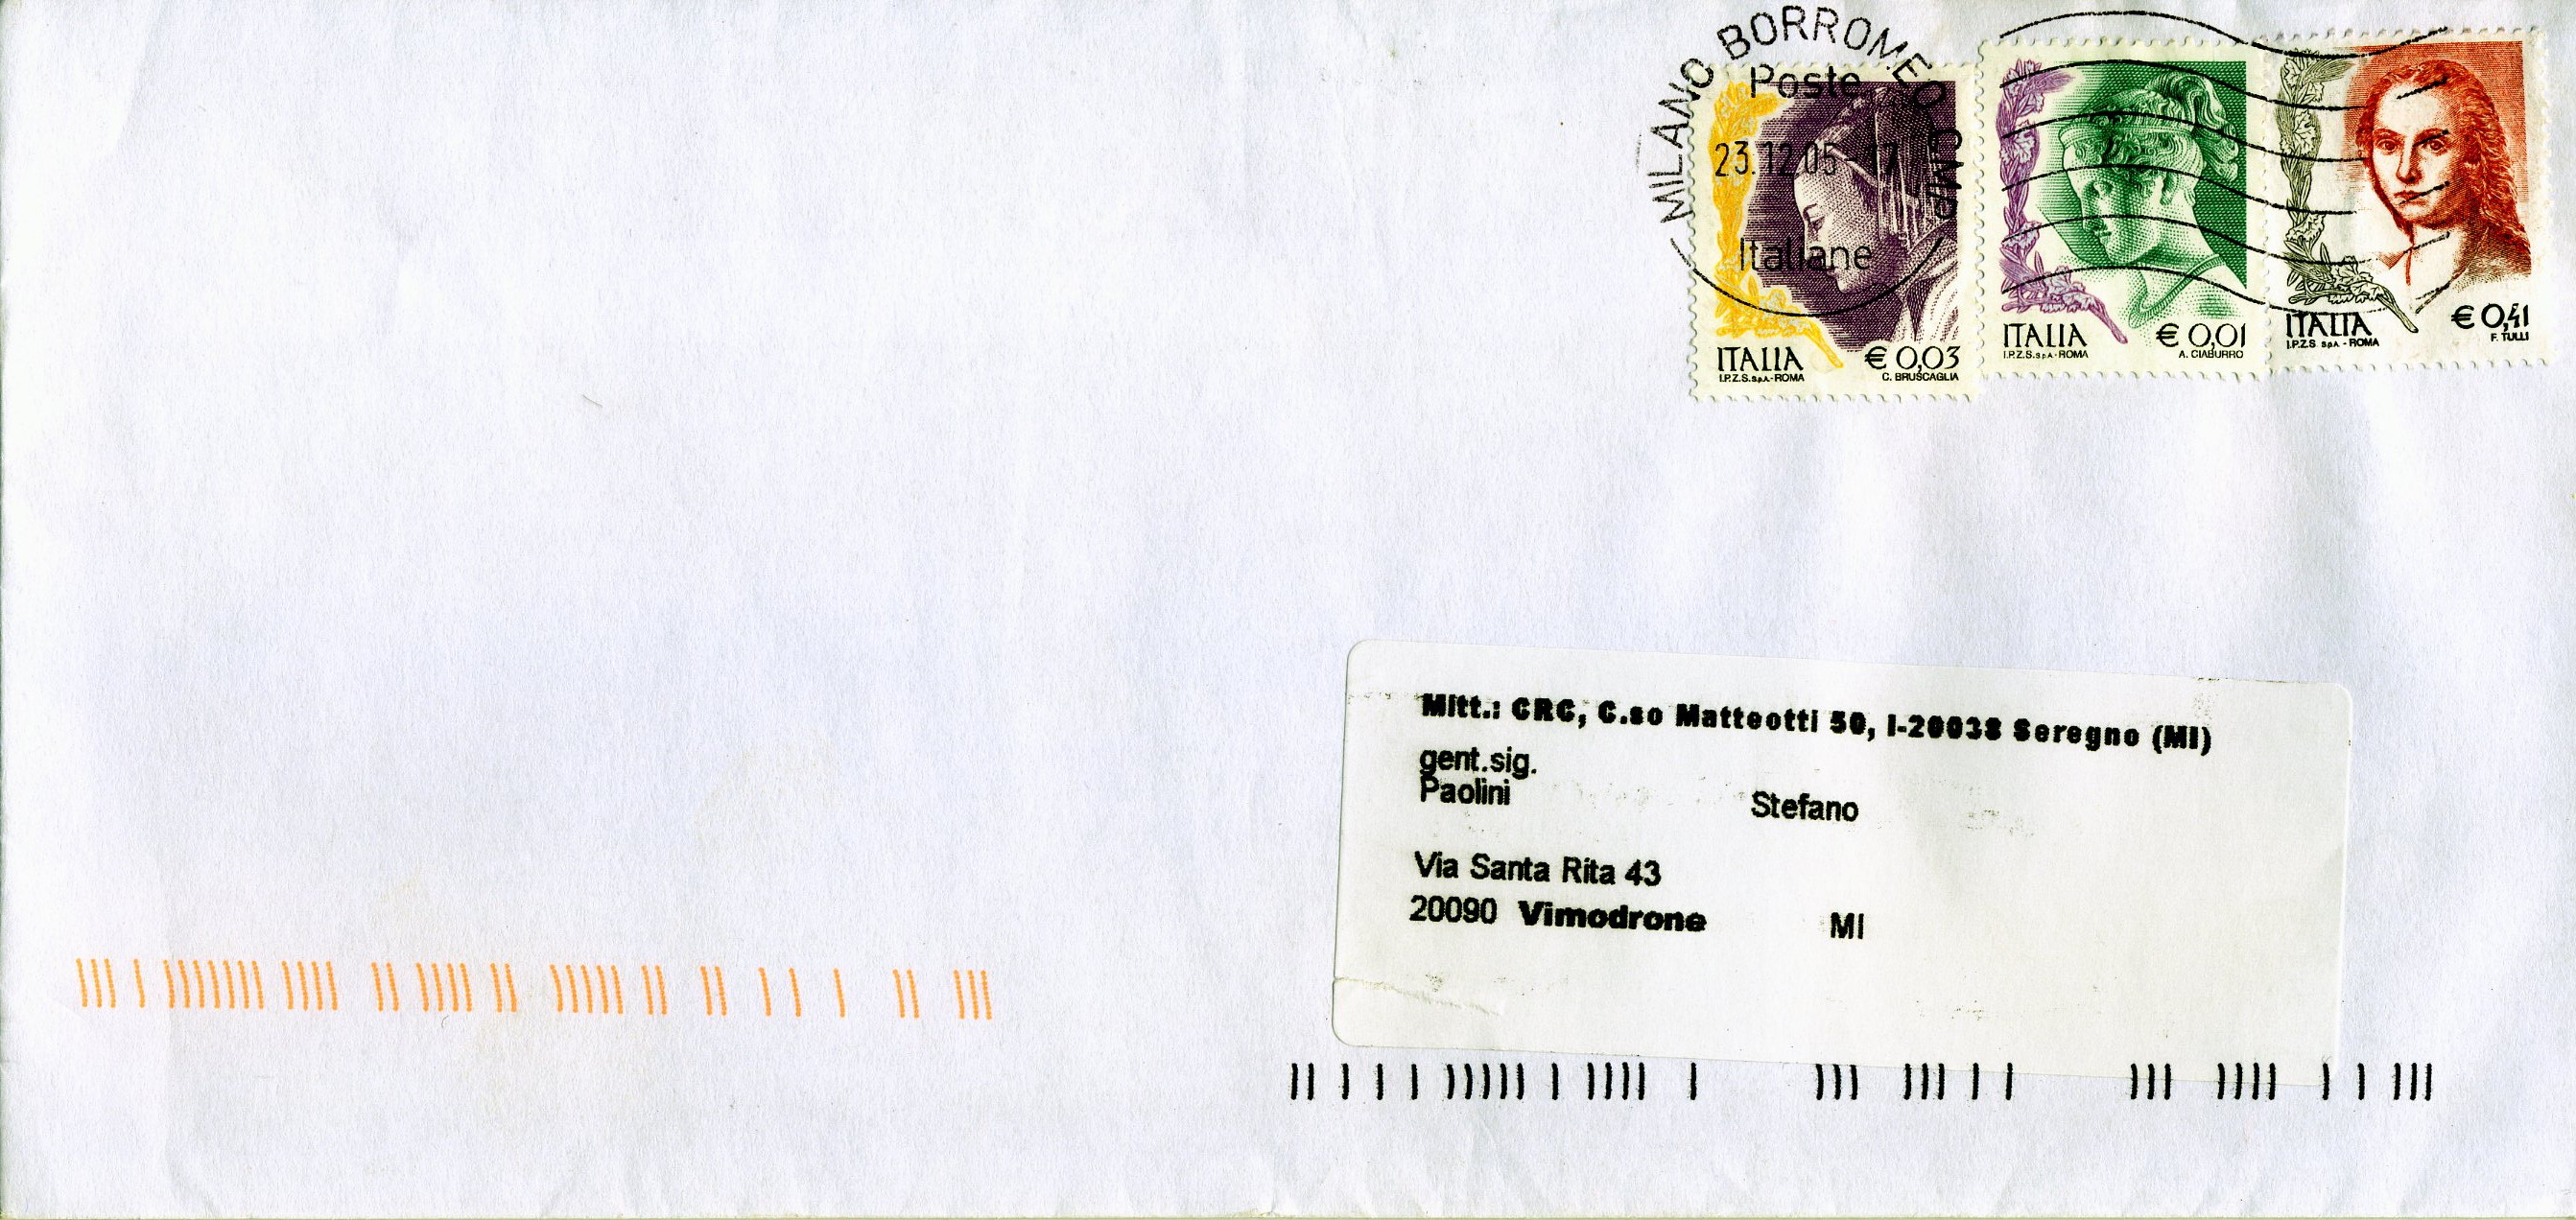 MILANO BORROMEO CMP
Poste
23.12.05-17
Italiane
ITALIA € 0,03
I.P.Z.S. S.p.A.-ROMA C. BRUSCAGLIA
ITALIA € 0,01
I.P.Z.S. S.p.A.-ROMA A. CIABURRO
ITALIA € 0,41
I.P.Z.S S.p.A. - ROMA F. TULLI
Mitt.: CRC, C.so Matteotti 50, I-20038 Seregno (MI)
gent.sig.
Paolini Stefano
Via Santa Rita 43
20090 Vimodrone MI